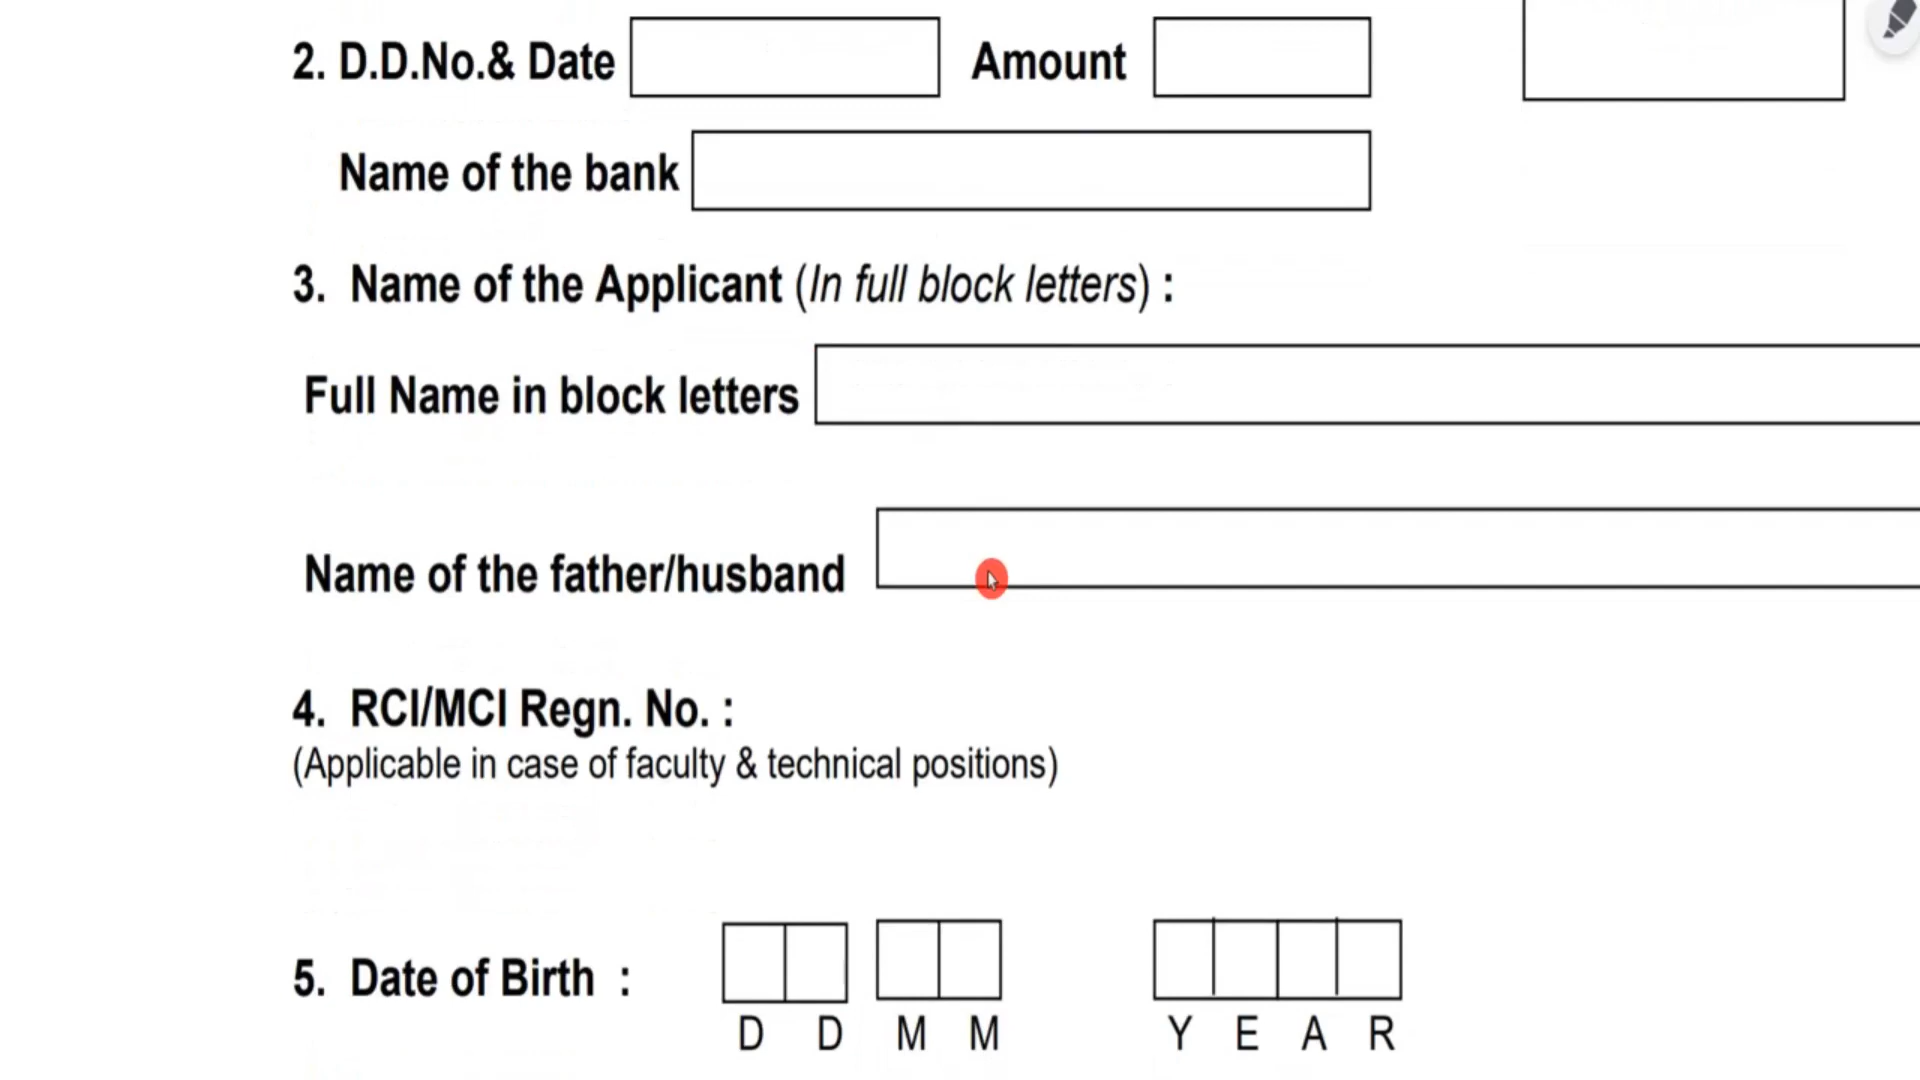 2. D.D.No.& Date Amount
Name of the bank
3. Name of the Applicant (In full block letters) :
Full Name in block letters
Name of the father/husband
4. RCI/MCI Regn. No. :
(Applicable in case of faculty & technical positions)
5. Date of Birth :
D D M M Y E A R